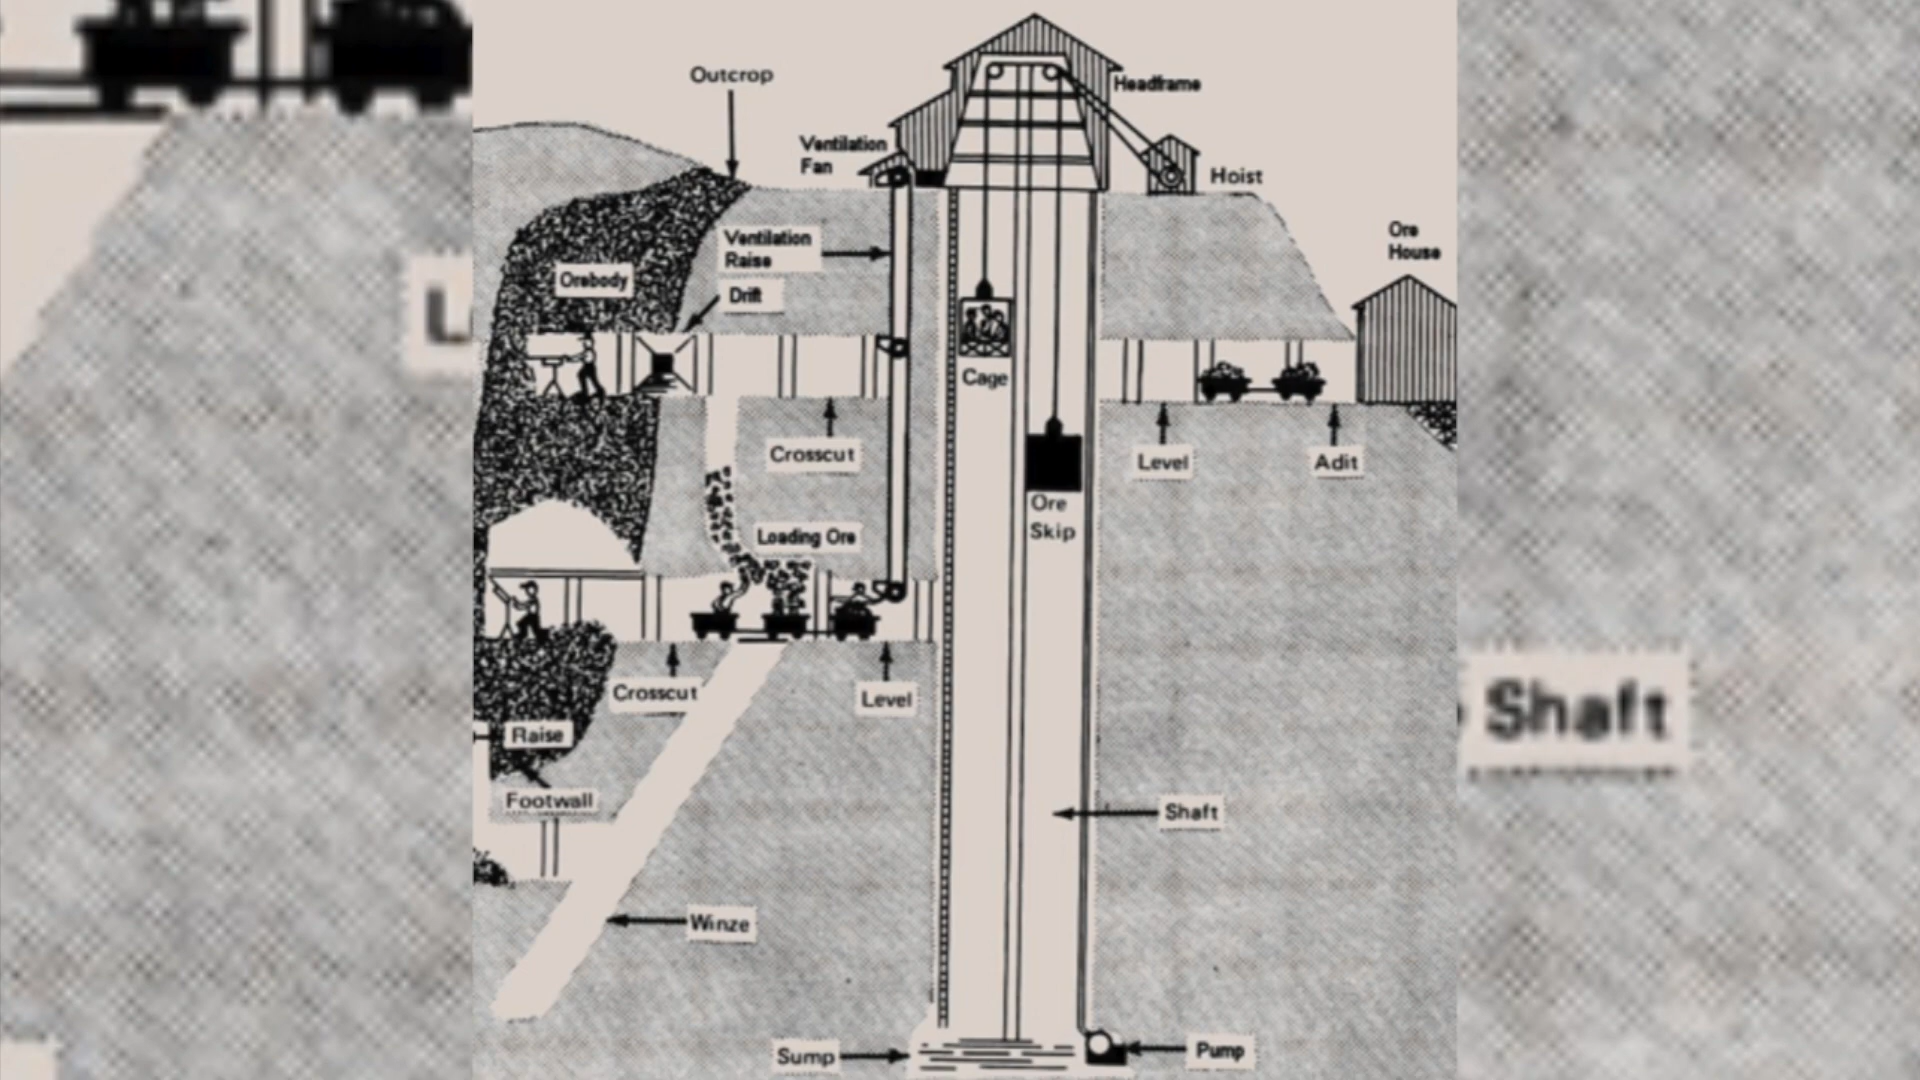 Outcrop
Headframe
Ventilation
Fan
Hoist
Ore
House
Ventilation
Raise
Orebody
Drift
Cage
Crosscut
Level
Adit
Ore
Skip
Loading Ore
Crosscut
Level
Raise
Footwall
Shaft
Shaft
Winze
Sump
Pump